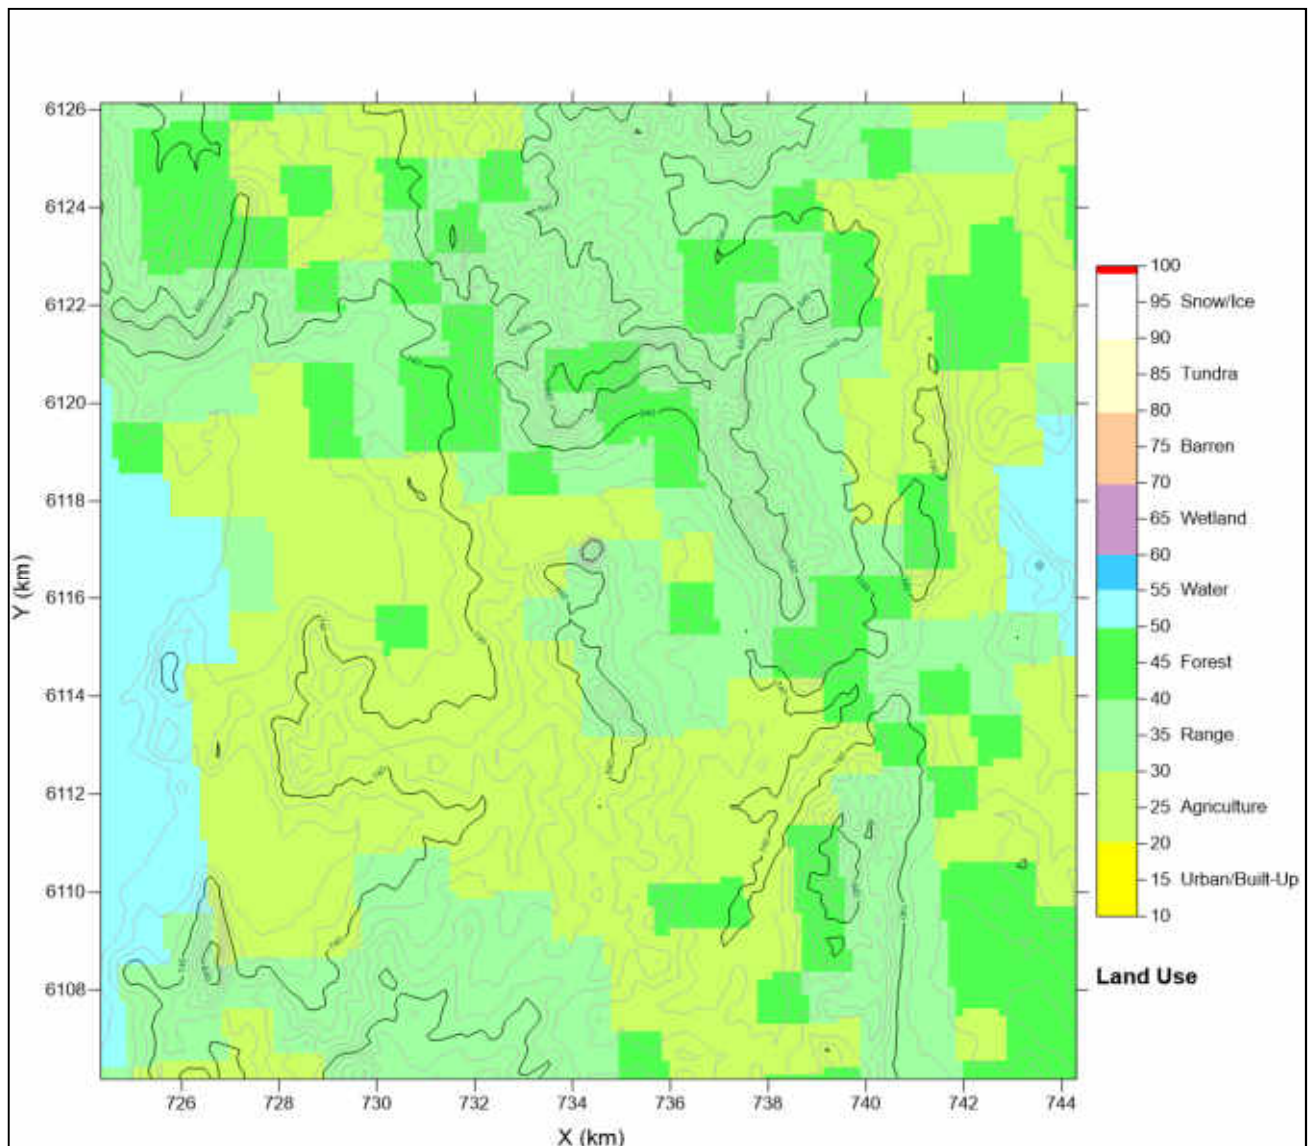 6126
6124
6122
6120
6118
6116
6114
6112
6110
6108
Y (km)
726 728 730 732 734 736 738 740 742 744
X (km)
100
95 Snow/Ice
90
85 Tundra
80
75 Barren
70
65 Wetland
60
55 Water
50
45 Forest
40
35 Range
30
25 Agriculture
20
15 Urban/Built-Up
10
Land Use